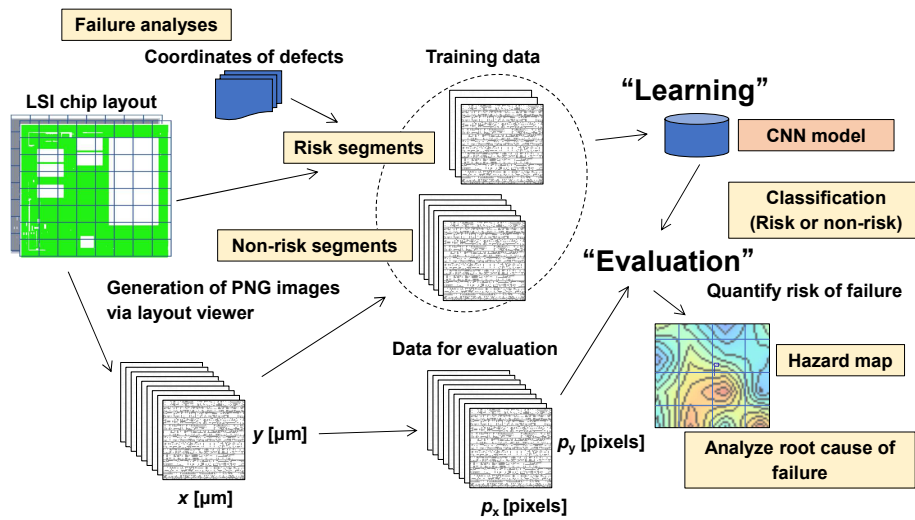 Failure analyses
Coordinates of defects
Training data
LSI chip layout
"Learning"
CNN model
Risk segments
Classification
(Risk or non-risk)
Non-risk segments
"Evaluation"
Generation of PNG images
via layout viewer
Quantify risk of failure
Data for evaluation
Hazard map
y [µm]
p_y [pixels]
Analyze root cause of
failure
x [µm]
p_x [pixels]